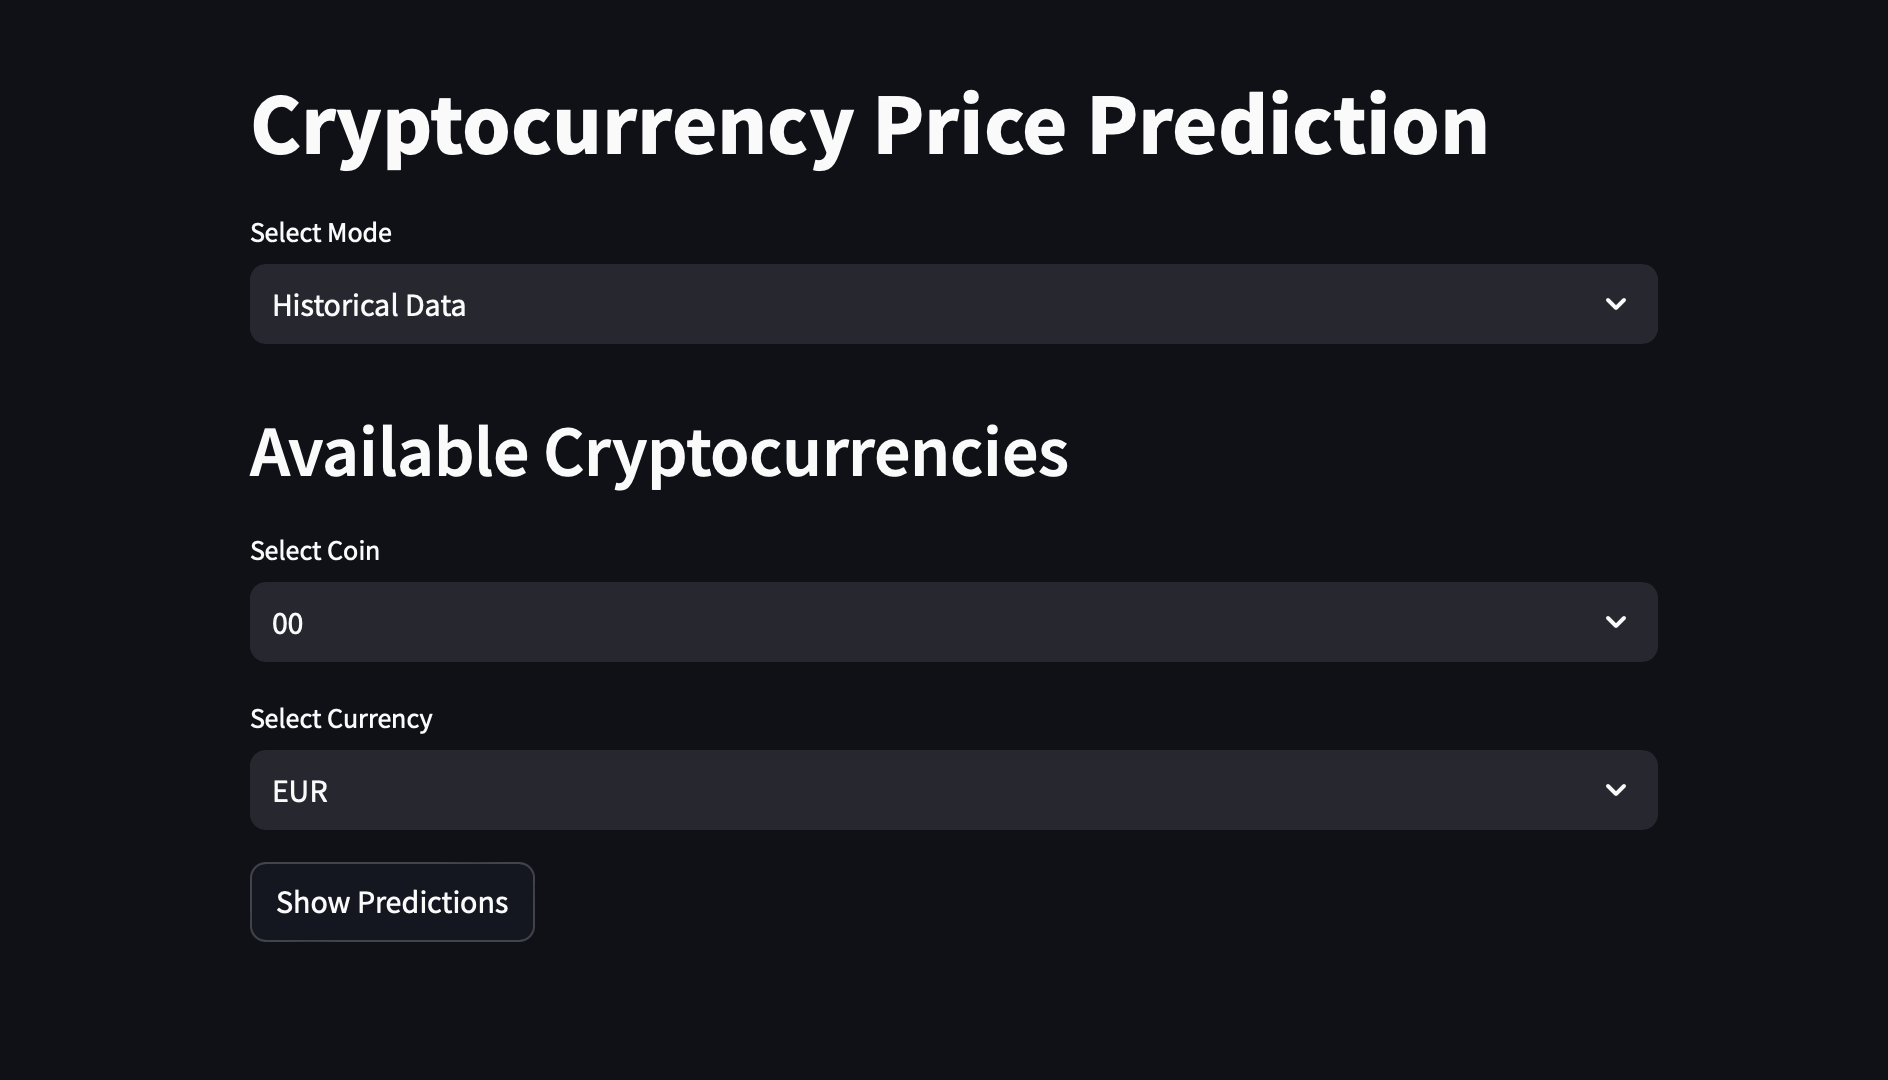 Cryptocurrency Price Prediction
Select Mode
Historical Data
Available Cryptocurrencies
Select Coin
00
Select Currency
EUR
Show Predictions